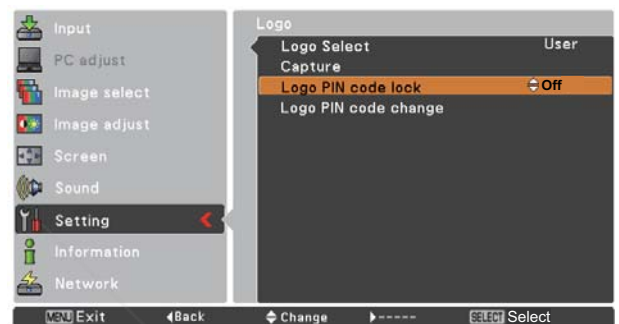 Input
PC adjust
Image select
Image adjust
Screen
Sound
Setting
Information
Network
Logo
Logo Select User
Capture
Logo PIN code lock Off
Logo PIN code change
MENU Exit Back Change ----- SELECT Select